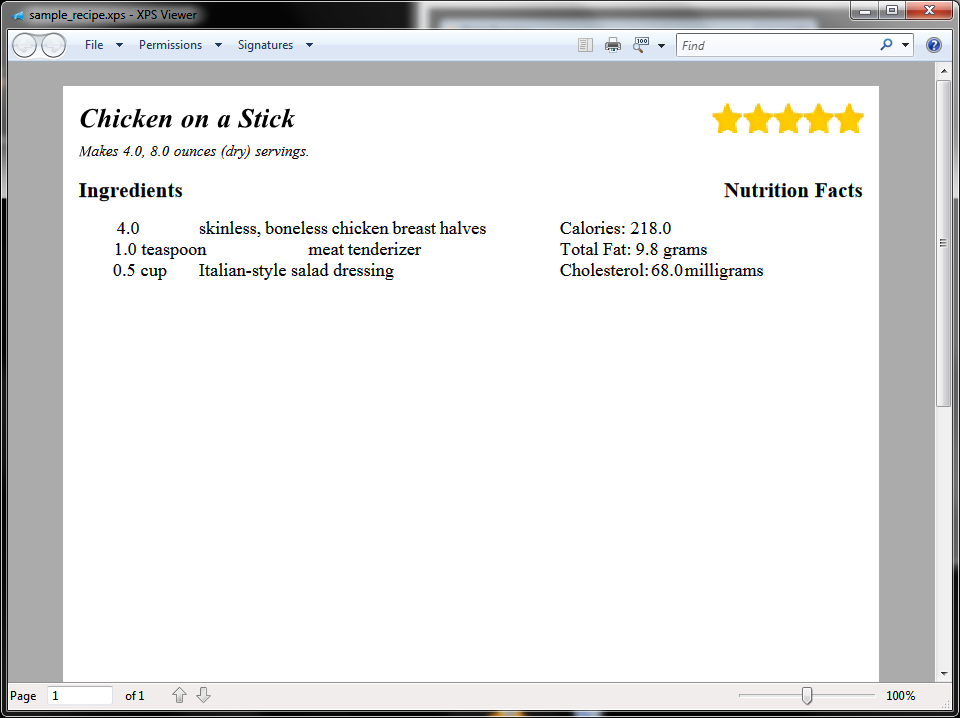 sample_recipe.xps - XPS Viewer
File Permissions Signatures 100 Find ?
Chicken on a Stick
Makes 4.0, 8.0 ounces (dry) servings.
Ingredients Nutrition Facts
4.0 skinless, boneless chicken breast halves Calories: 218.0
1.0 teaspoon meat tenderizer Total Fat: 9.8 grams
0.5 cup Italian-style salad dressing Cholesterol: 68.0 milligrams
Page 1 of 1 100%